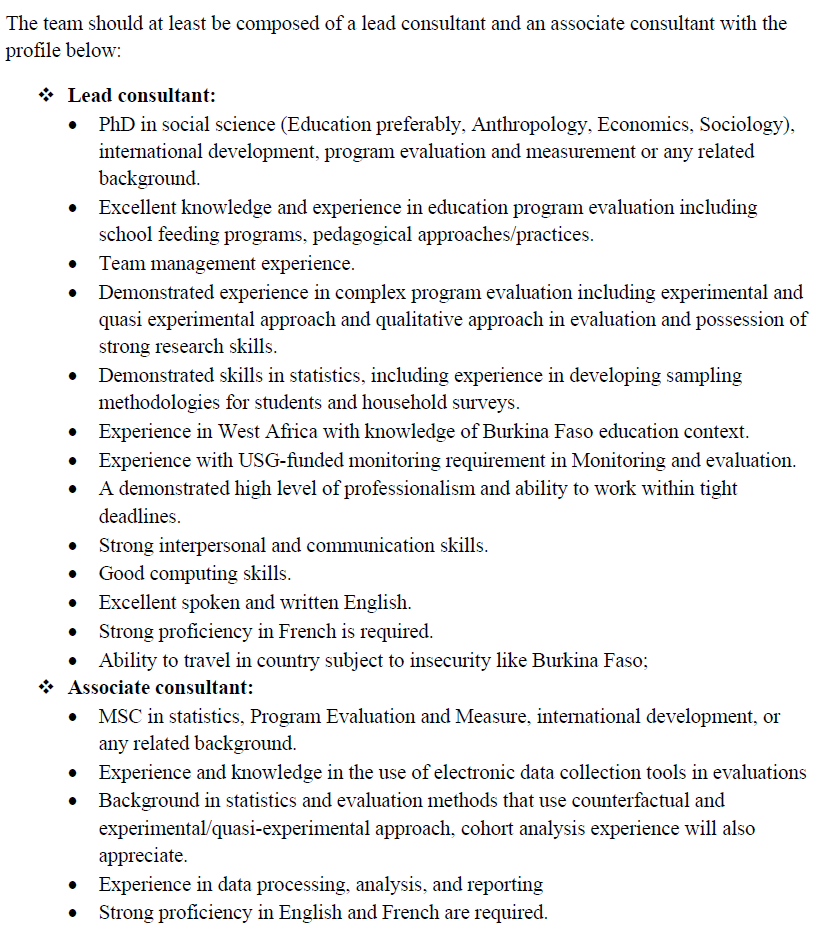 The team should at least be composed of a lead consultant and an associate consultant with the
profile below:
❖ Lead consultant:
• PhD in social science (Education preferably, Anthropology, Economics, Sociology),
international development, program evaluation and measurement or any related
background.
• Excellent knowledge and experience in education program evaluation including
school feeding programs, pedagogical approaches/practices.
• Team management experience.
• Demonstrated experience in complex program evaluation including experimental and
quasi experimental approach and qualitative approach in evaluation and possession of
strong research skills.
• Demonstrated skills in statistics, including experience in developing sampling
methodologies for students and household surveys.
• Experience in West Africa with knowledge of Burkina Faso education context.
• Experience with USG-funded monitoring requirement in Monitoring and evaluation.
• A demonstrated high level of professionalism and ability to work within tight
deadlines.
• Strong interpersonal and communication skills.
• Good computing skills.
• Excellent spoken and written English.
• Strong proficiency in French is required.
• Ability to travel in country subject to insecurity like Burkina Faso;
❖ Associate consultant:
• MSC in statistics, Program Evaluation and Measure, international development, or
any related background.
• Experience and knowledge in the use of electronic data collection tools in evaluations
• Background in statistics and evaluation methods that use counterfactual and
experimental/quasi-experimental approach, cohort analysis experience will also
appreciate.
• Experience in data processing, analysis, and reporting
• Strong proficiency in English and French are required.